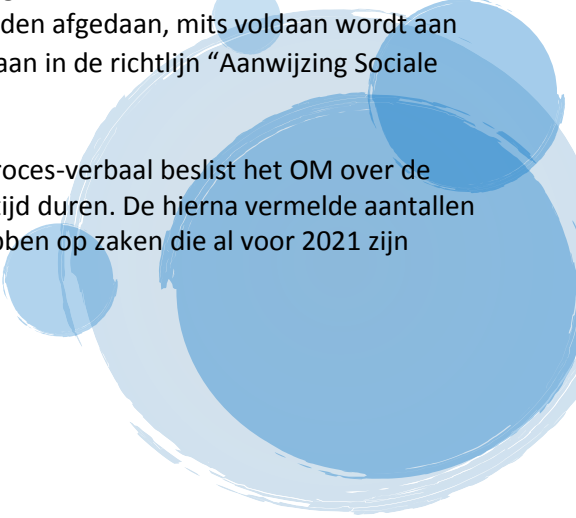 den afgedaan, mits voldaan wordt aan
aan in de richtlijn “Aanwijzing Sociale
roces-verbaal beslist het OM over de
tijd duren. De hierna vermelde aantallen
bben op zaken die al voor 2021 zijn